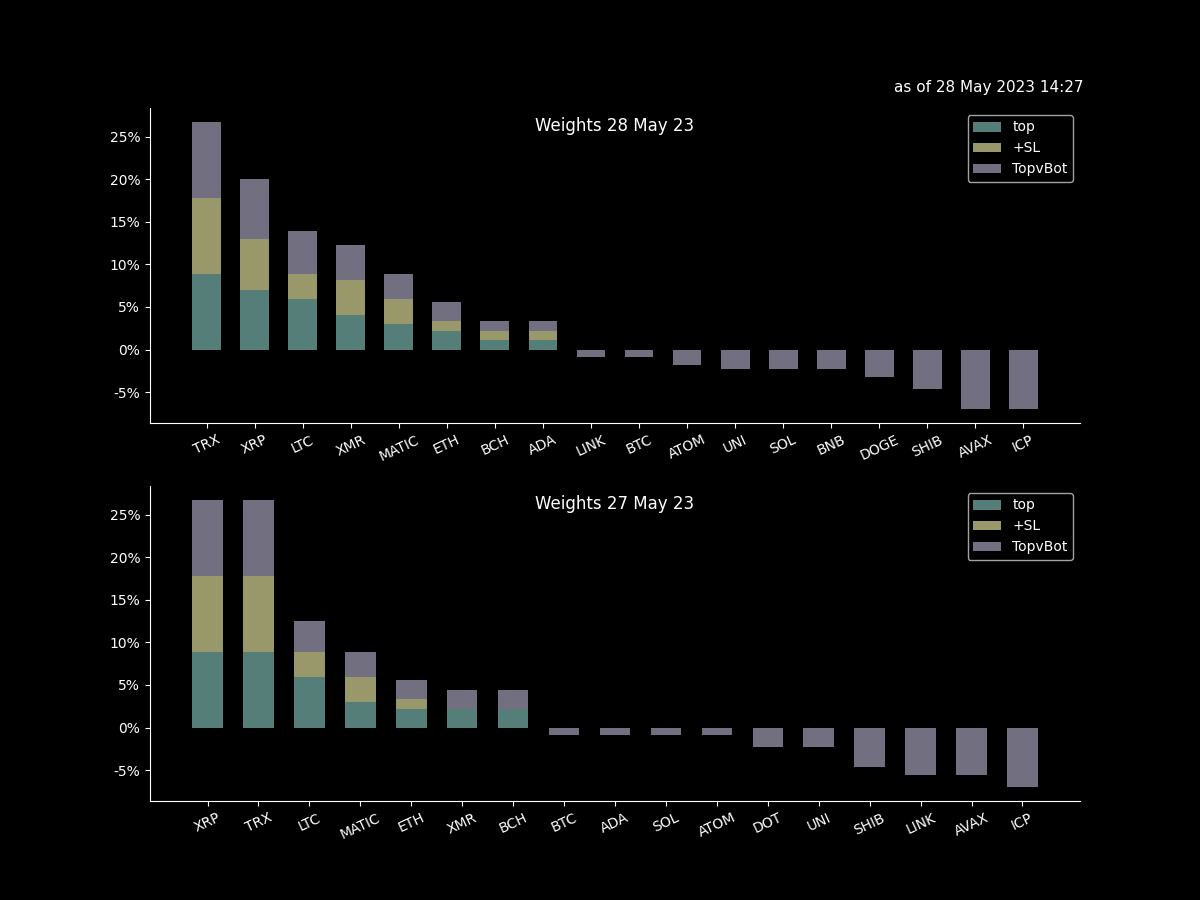 as of 28 May 2023 14:27
Weights 28 May 23
top
+SL
TopvBot
25%
20%
15%
10%
5%
0%
-5%
TRX XRP LTC XMR MATIC ETH BCH ADA LINK BTC ATOM UNI SOL BNB DOGE SHIB AVAX ICP
Weights 27 May 23
top
+SL
TopvBot
25%
20%
15%
10%
5%
0%
-5%
XRP TRX LTC MATIC ETH XMR BCH BTC ADA SOL ATOM DOT UNI SHIB LINK AVAX ICP